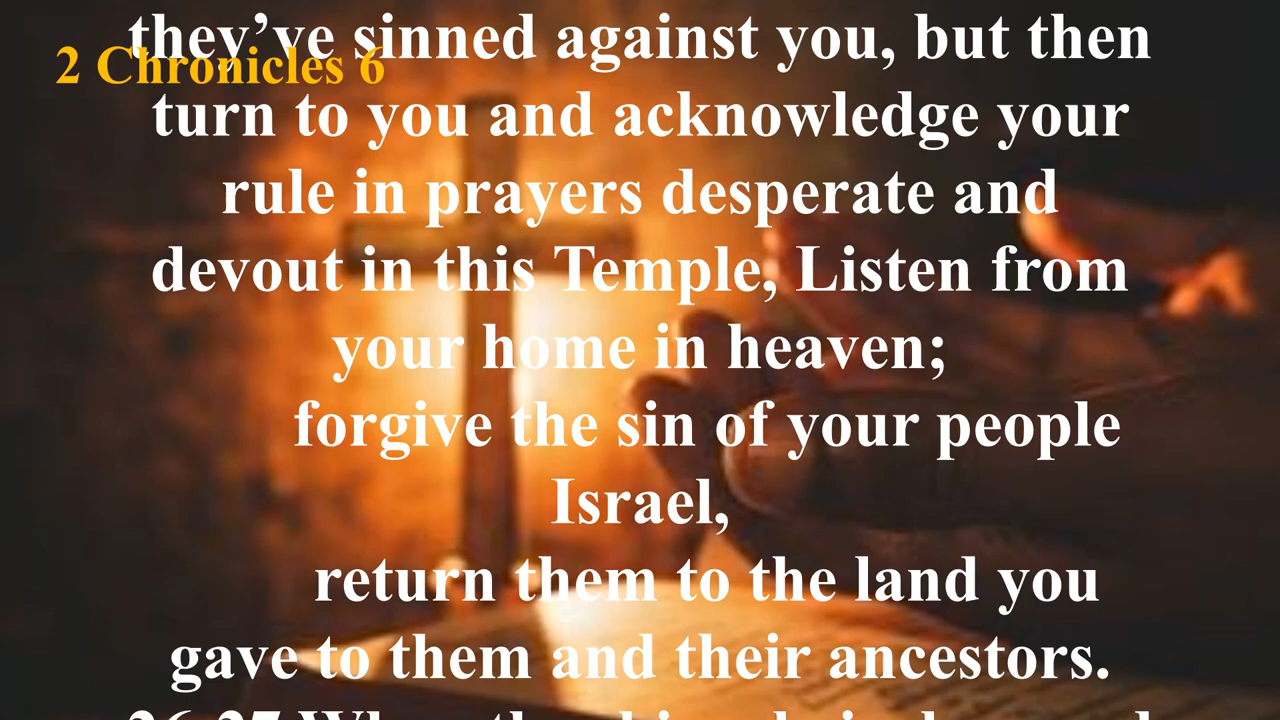 they’ve sinned against you, but then
2 Chronicles 6
turn to you and acknowledge your
rule in prayers desperate and
devout in this Temple, Listen from
your home in heaven;
forgive the sin of your people
Israel,
return them to the land you
gave to them and their ancestors.